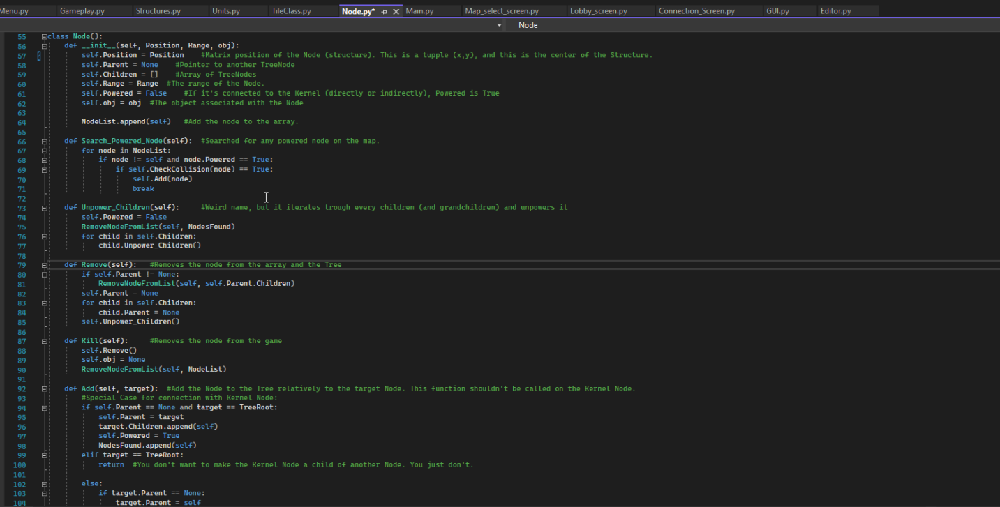 Menu.py Gameplay.py Structures.py Units.py TileClass.py Node.py* Main.py Map_select_screen.py Lobby_screen.py Connection_Screen.py GUI.py Editor.py
Node
55 class Node():
56 def __init__(self, Position, Range, obj):
57 self.Position = Position #Matrix position of the Node (structure). This is a tupple (x,y), and this is the center of the Structure.
58 self.Parent = None #Pointer to another TreeNode
59 self.Children = [] #Array of TreeNodes
60 self.Range = Range #The range of the Node.
61 self.Powered = False #If it's connected to the Kernel (directly or indirectly), Powered is True
62 self.obj = obj #The object associated with the Node
63
64 NodeList.append(self) #Add the node to the array.
65
66 def Search_Powered_Node(self): #Searched for any powered node on the map.
67 for node in NodeList:
68 if node != self and node.Powered == True:
69 if self.CheckCollision(node) == True:
70 self.Add(node)
71 break
72
73 def Unpower_Children(self): #Weird name, but it iterates trough every children (and grandchildren) and unpowers it
74 self.Powered = False
75 RemoveNodeFromList(self, NodesFound)
76 for child in self.Children:
77 child.Unpower_Children()
78
79 def Remove(self): #Removes the node from the array and the Tree
80 if self.Parent != None:
81 RemoveNodeFromList(self, self.Parent.Children)
82 self.Parent = None
83 for child in self.Children:
84 child.Parent = None
85 self.Unpower_Children()
86
87 def Kill(self): #Removes the node from the game
88 self.Remove()
89 self.obj = None
90 RemoveNodeFromList(self, NodeList)
91
92 def Add(self, target): #Add the Node to the Tree relatively to the target Node. This function shouldn't be called on the Kernel Node.
93 #Special Case for connection with Kernel Node:
94 if self.Parent == None and target == TreeRoot:
95 self.Parent = target
96 target.Children.append(self)
97 self.Powered = True
98 NodesFound.append(self)
99 elif target == TreeRoot:
100 return #You don't want to make the Kernel Node a child of another Node. You just don't.
101
102 else:
103 if target.Parent == None:
104 target.Parent = self